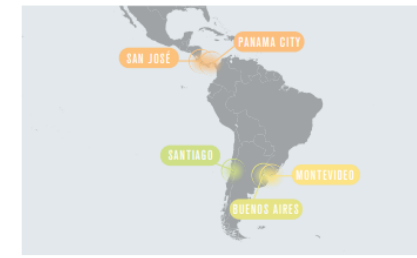 PANAMA CITY
SAN JOSÉ
SANTIAGO
MONTEVIDEO
BUENOS AIRES